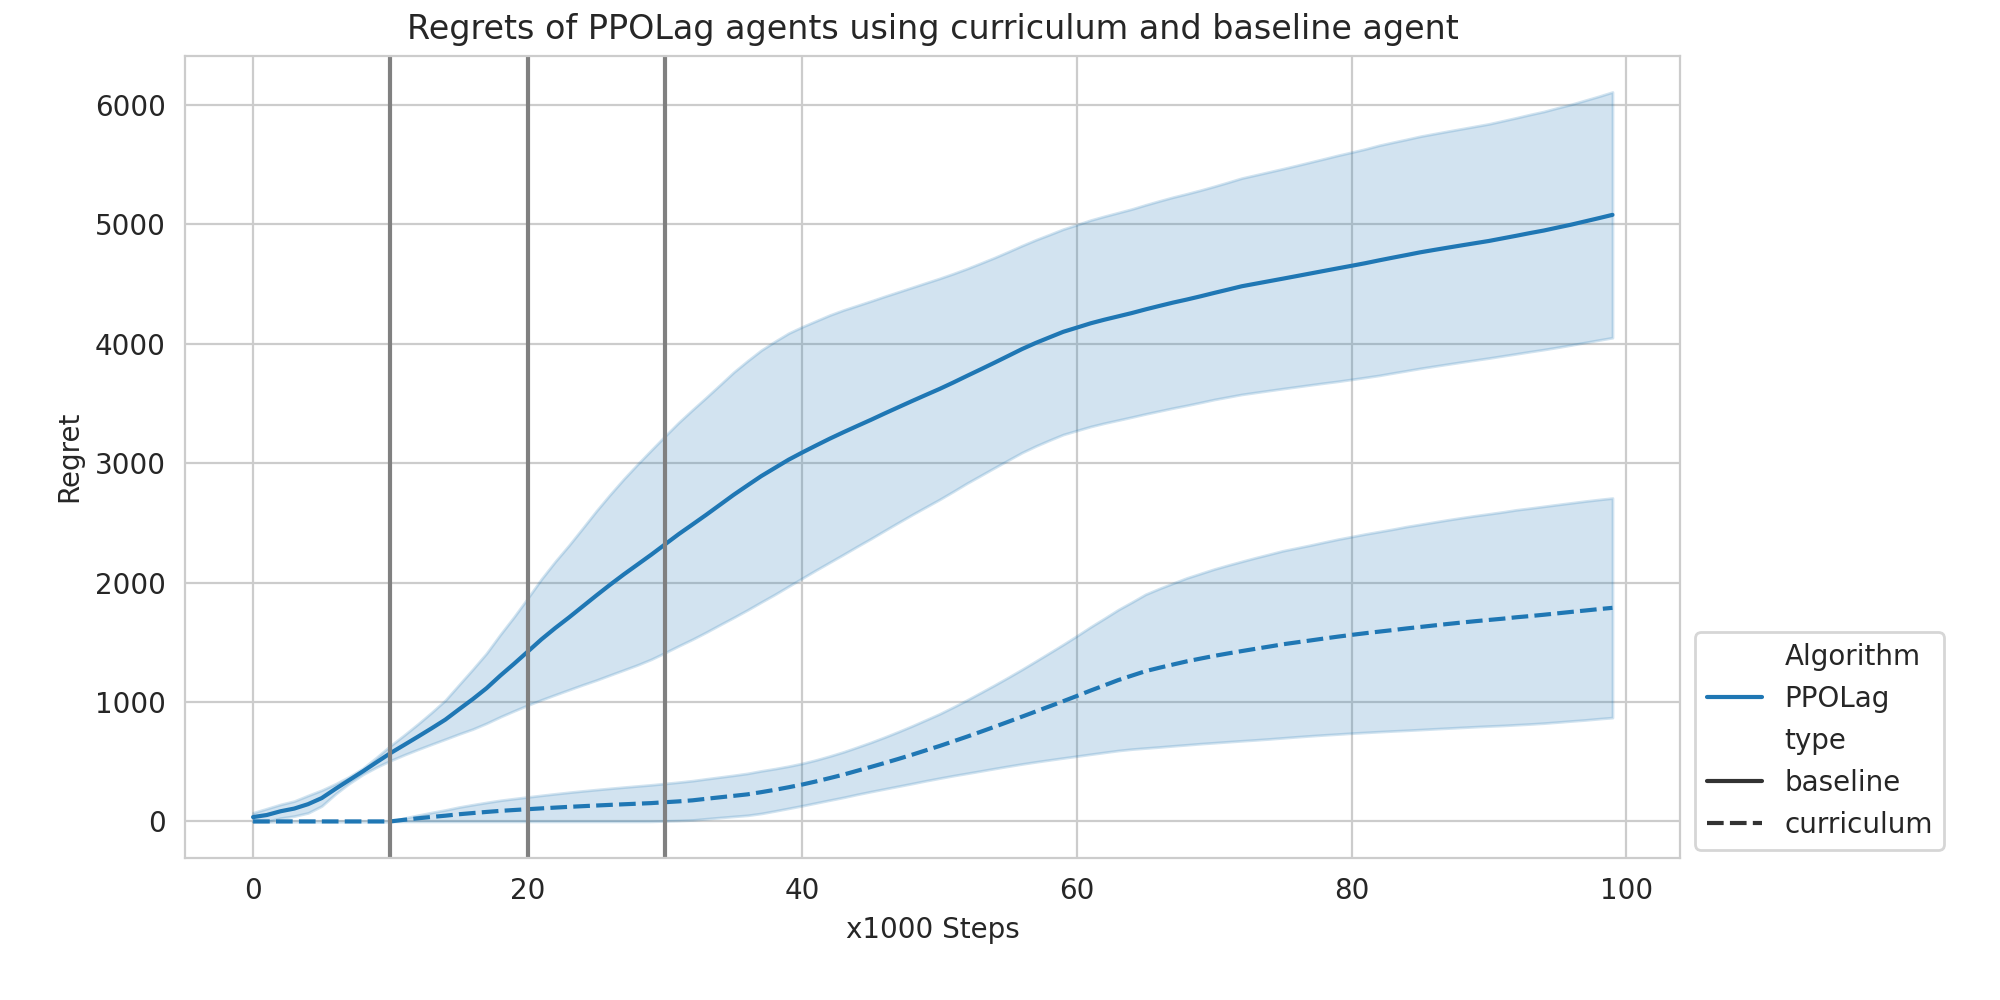 Regrets of PPOLag agents using curriculum and baseline agent
6000
5000
4000
3000
2000
1000
0
Regret
0 20 40 60 80 100
x1000 Steps
Algorithm
PPOLag
type
baseline
curriculum